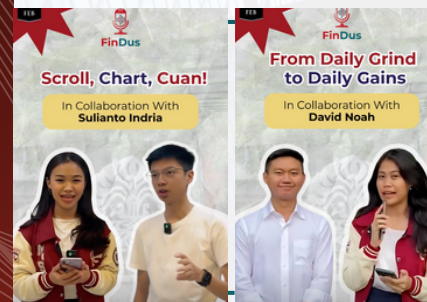 FEB
FinDus
Scroll, Chart, Cuan!
In Collaboration With
Sulianto Indria
FEB
FinDus
From Daily Grind
to Daily Gains
In Collaboration With
David Noah